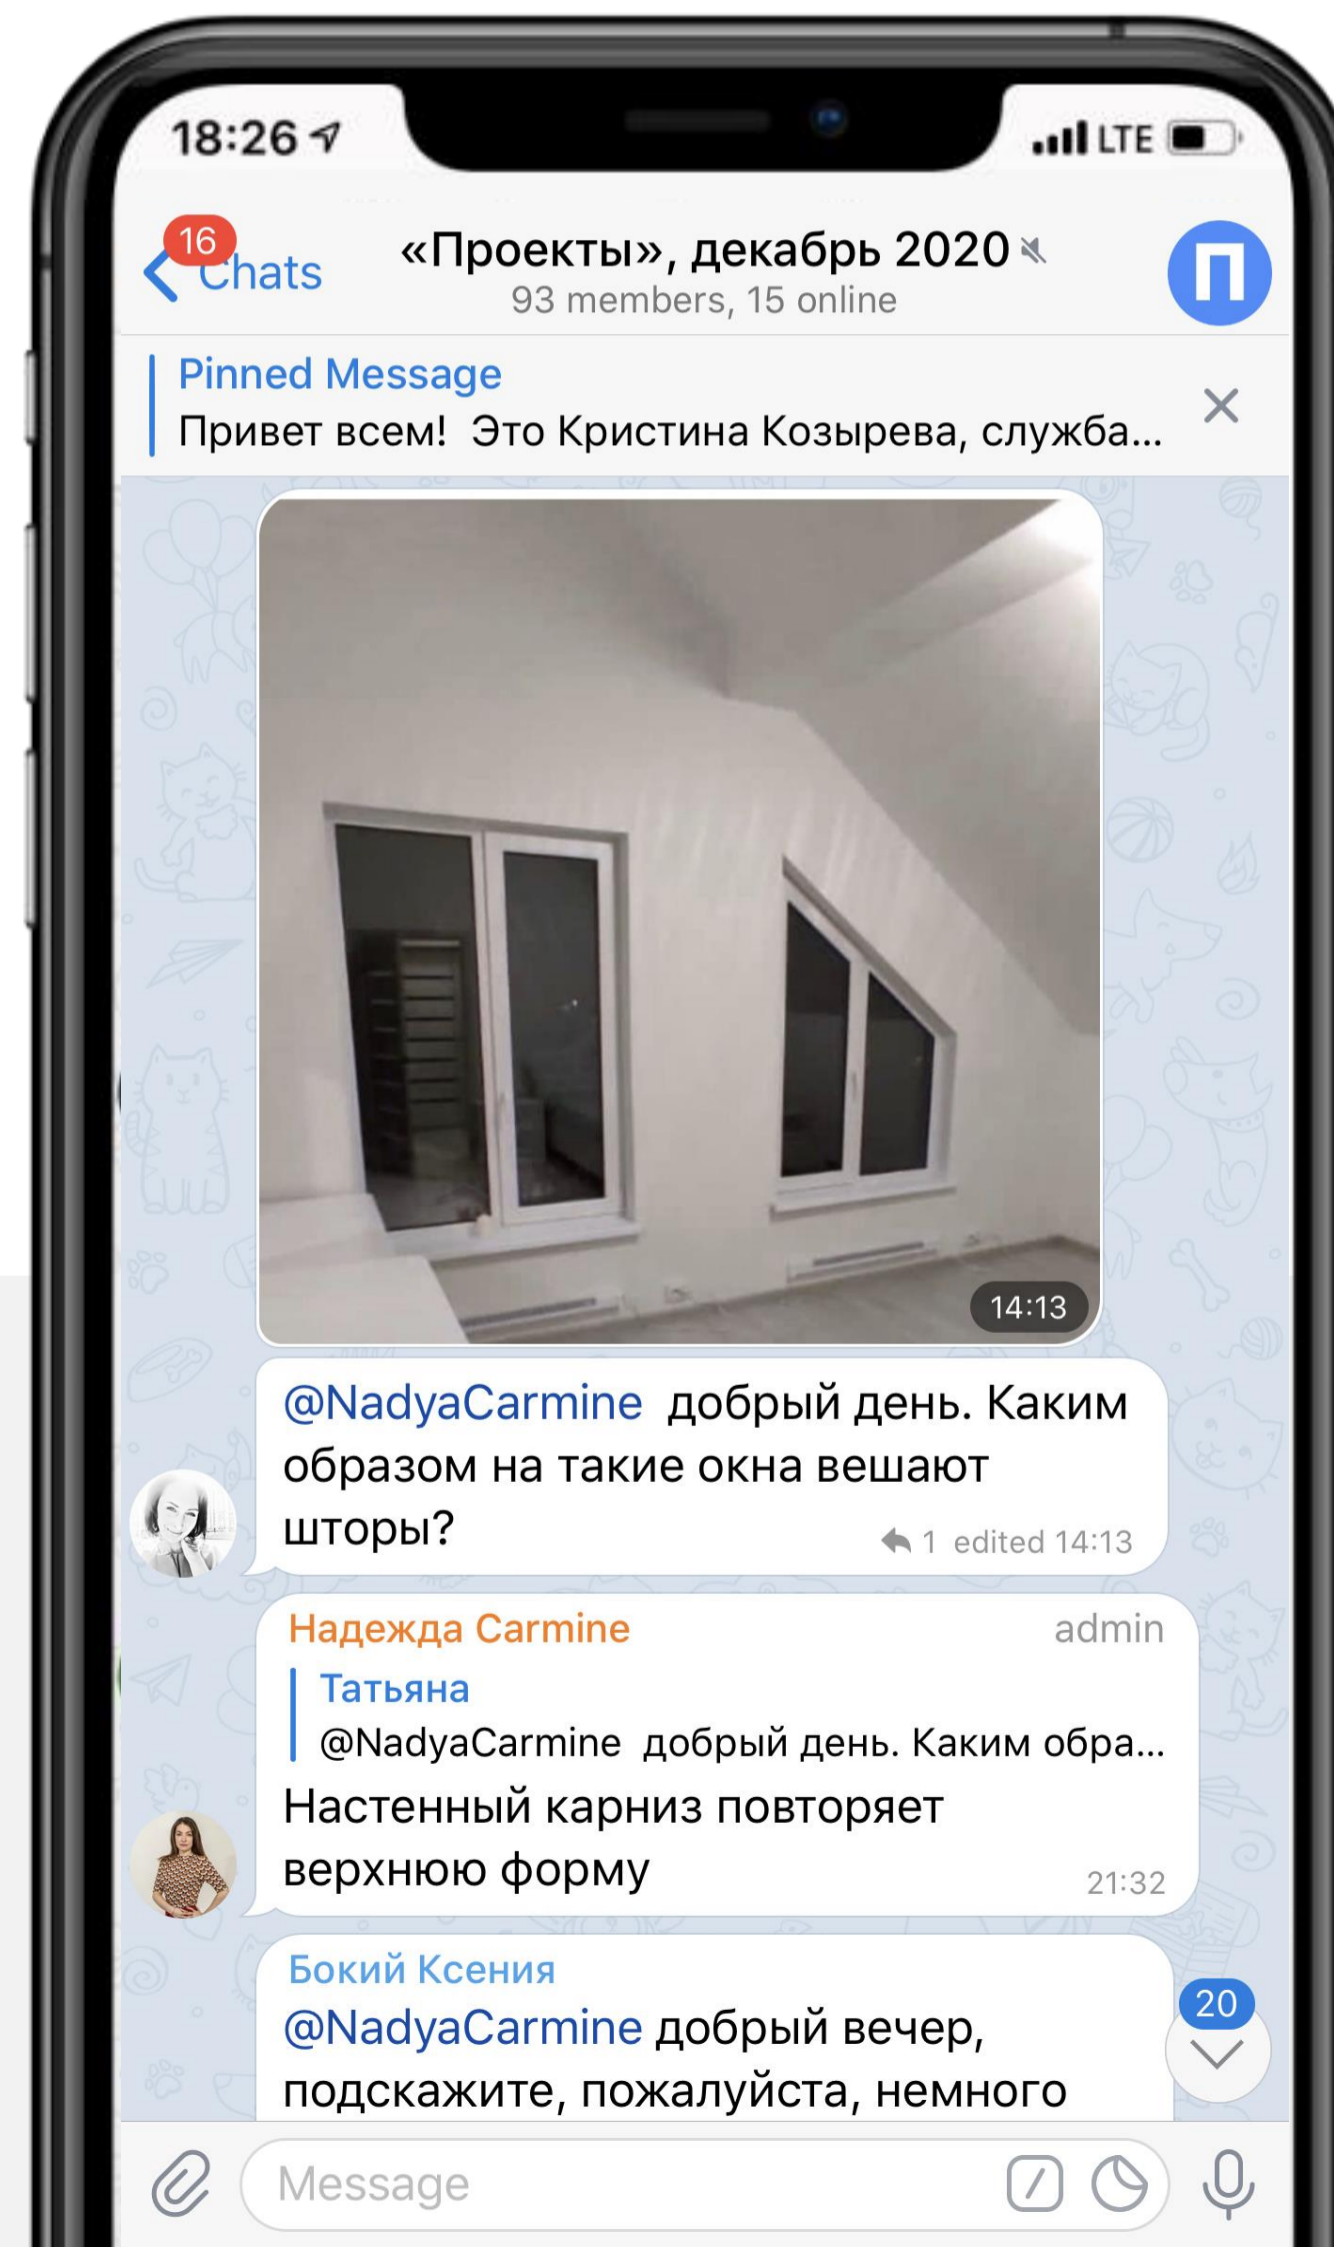 18:26
LTE
16
Chats
«Проекты», декабрь 2020
93 members, 15 online
П
Pinned Message
Привет всем!  Это Кристина Козырева, служба...
14:13
@NadyaCarmine  добрый день. Каким
образом на такие окна вешают
шторы?
1 edited 14:13
Надежда Carmine admin
Татьяна
@NadyaCarmine  добрый день. Каким обра...
Настенный карниз повторяет
верхнюю форму
21:32
Бокий Ксения
@NadyaCarmine добрый вечер,
подскажите, пожалуйста, немного
20
Message